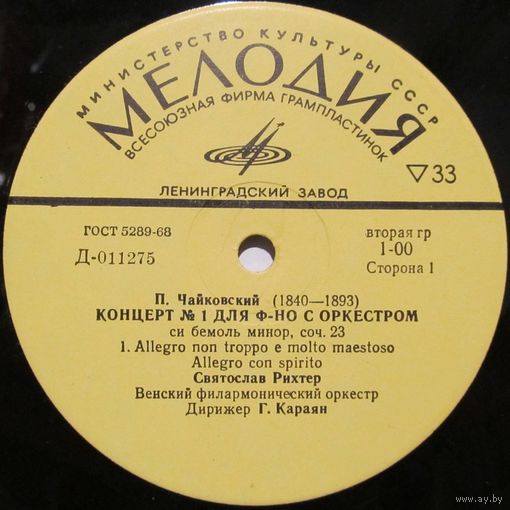 МИНИСТЕРСТВО КУЛЬТУРЫ СССР
МЕЛОДИЯ
ВСЕСОЮЗНАЯ ФИРМА ГРАМПЛАСТИНОК
▽33
ЛЕНИНГРАДСКИЙ ЗАВОД
ГОСТ 5289-68
вторая гр
Д-011275
1-00
Сторона 1
П. Чайковский (1840—1893)
КОНЦЕРТ № 1 ДЛЯ Ф-НО С ОРКЕСТРОМ
си бемоль минор, соч. 23
1. Allegro non troppo e molto maestoso
Allegro con spirito
Святослав Рихтер
Венский филармонический оркестр
Дирижер Г. Караян
www.ay.by